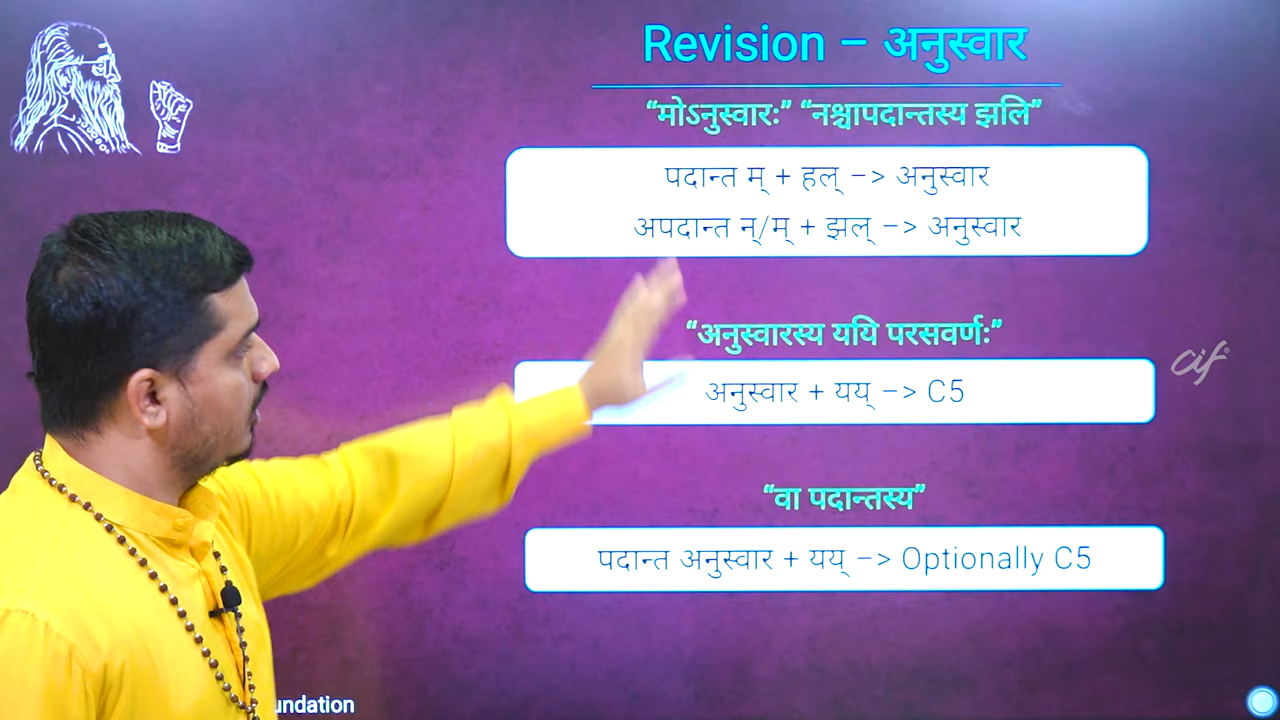 Revision – अनुस्वार
“मोऽनुस्वारः” “नश्चापदान्तस्य झलि”
पदान्त म् + हल् –> अनुस्वार
अपदान्त न्/म् + झल् –> अनुस्वार
“अनुस्वारस्य ययि परसवर्णः”
अनुस्वार + यय् –> C5
cif
“वा पदान्तस्य”
पदान्त अनुस्वार + यय् –> Optionally C5
undation